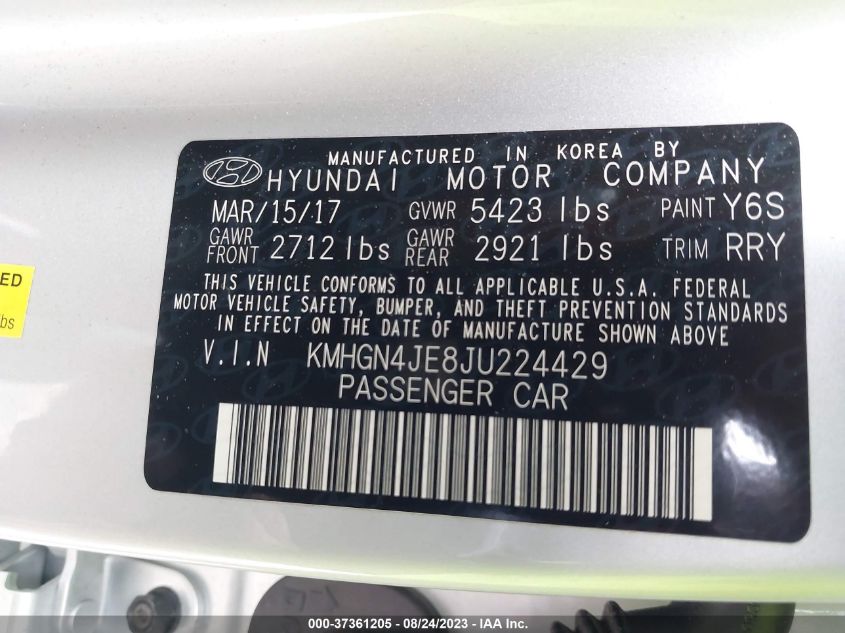 MANUFACTURED IN KOREA BY
HYUNDAI MOTOR COMPANY
MAR/15/17 GVWR 5423 lbs PAINT Y6S
GAWR FRONT 2712 lbs GAWR REAR 2921 lbs TRIM RRY
THIS VEHICLE CONFORMS TO ALL APPLICABLE U.S.A. FEDERAL
MOTOR VEHICLE SAFETY, BUMPER, AND THEFT PREVENTION STANDARDS
IN EFFECT ON THE DATE OF MANUFACTURE SHOWN ABOVE
V.I.N KMHGN4JE8JU224429
PASSENGER CAR
ED
bs
000-37361205 - 08/24/2023 - IAA Inc.